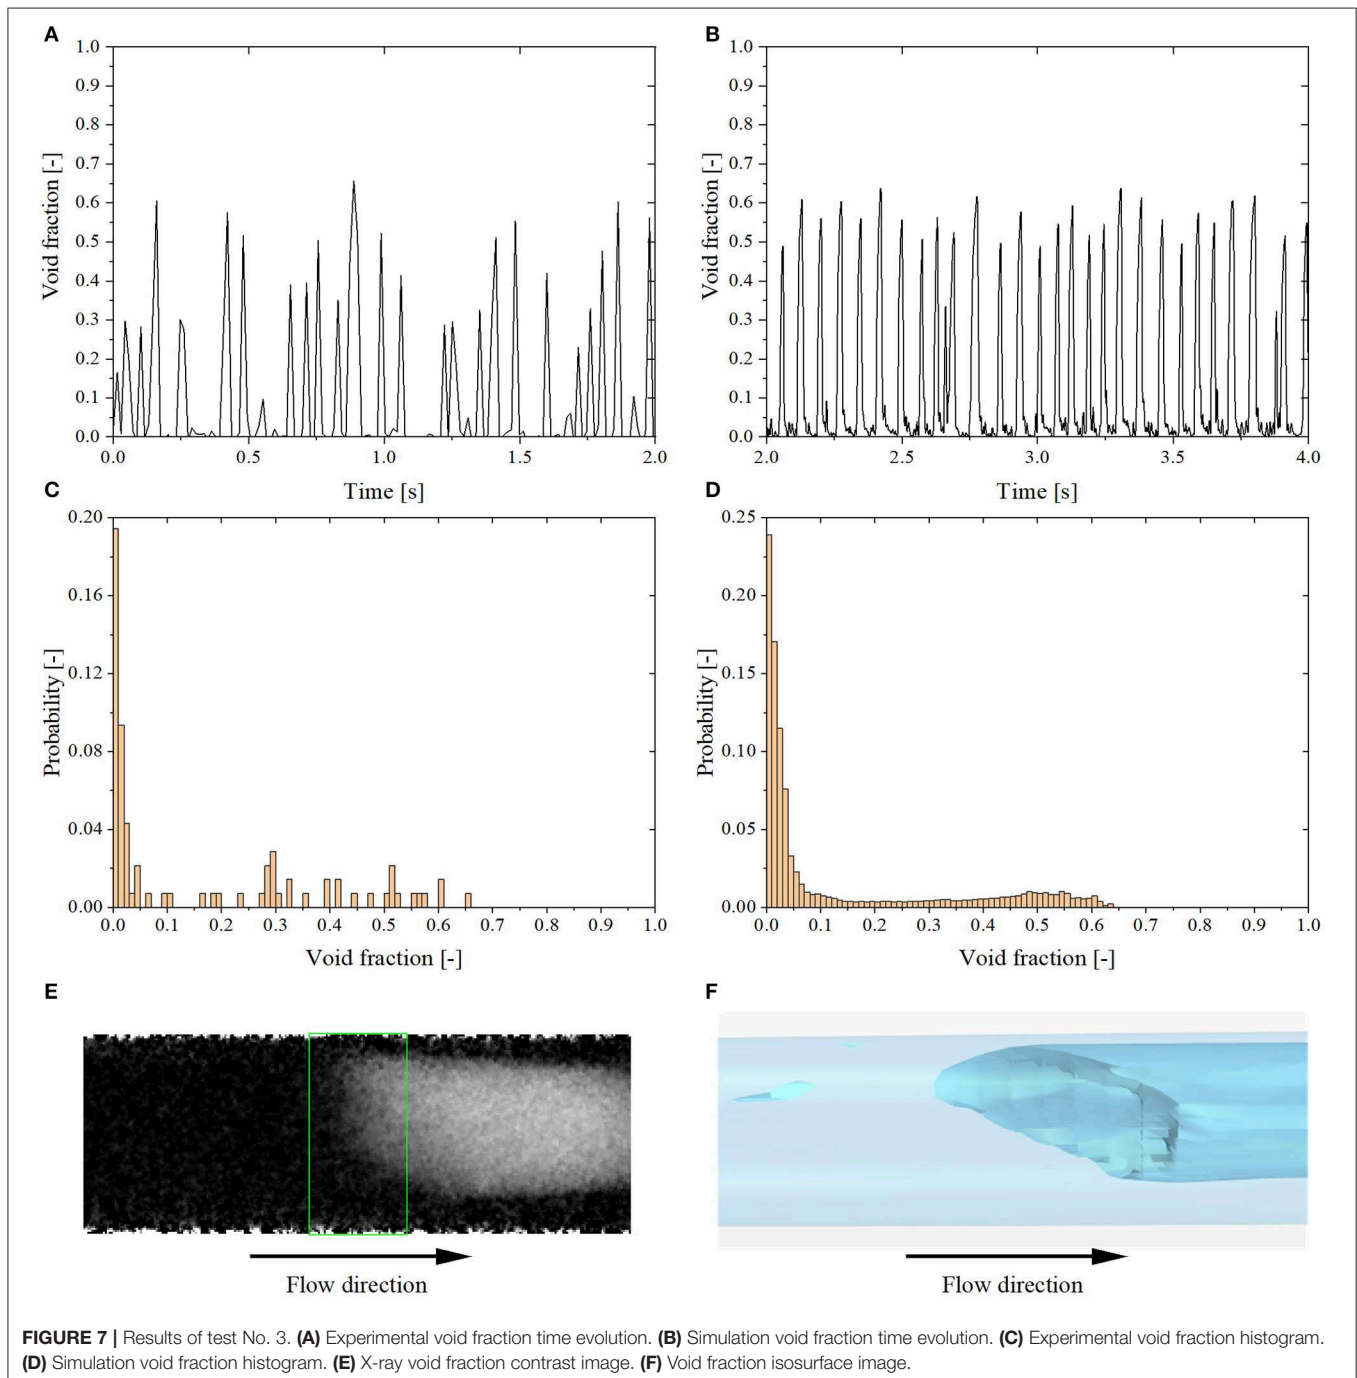 A
B
1.0
0.9
0.8
0.7
0.6
0.5
0.4
0.3
0.2
0.1
0.0
Void fraction [-]
0.0 0.5 1.0 1.5 2.0
Time [s]
1.0
0.9
0.8
0.7
0.6
0.5
0.4
0.3
0.2
0.1
0.0
Void fraction [-]
2.0 2.5 3.0 3.5 4.0
Time [s]
C
D
0.20
0.16
0.12
0.08
0.04
0.00
Probability [-]
0.0 0.1 0.2 0.3 0.4 0.5 0.6 0.7 0.8 0.9 1.0
Void fraction [-]
0.25
0.20
0.15
0.10
0.05
0.00
Probability [-]
0.0 0.1 0.2 0.3 0.4 0.5 0.6 0.7 0.8 0.9 1.0
Void fraction [-]
E
F
Flow direction
Flow direction
FIGURE 7 | Results of test No. 3. (A) Experimental void fraction time evolution. (B) Simulation void fraction time evolution. (C) Experimental void fraction histogram.
(D) Simulation void fraction histogram. (E) X-ray void fraction contrast image. (F) Void fraction isosurface image.